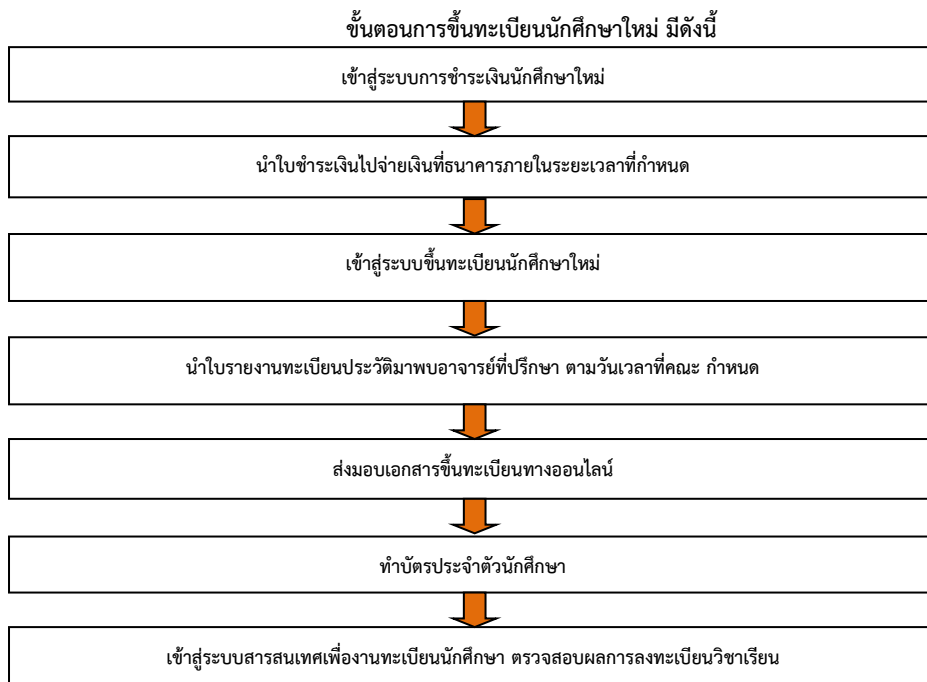 ขั้นตอนการขึ้นทะเบียนนักศึกษาใหม่ มีดังนี้
เข้าสู่ระบบการชำระเงินนักศึกษาใหม่
นำใบชำระเงินไปจ่ายเงินที่ธนาคารภายในระยะเวลาที่กำหนด
เข้าสู่ระบบขึ้นทะเบียนนักศึกษาใหม่
นำใบรายงานทะเบียนประวัติมาพบอาจารย์ที่ปรึกษา ตามวันเวลาที่คณะ กำหนด
ส่งมอบเอกสารขึ้นทะเบียนทางออนไลน์
ทำบัตรประจำตัวนักศึกษา
เข้าสู่ระบบสารสนเทศเพื่องานทะเบียนนักศึกษา ตรวจสอบผลการลงทะเบียนวิชาเรียน